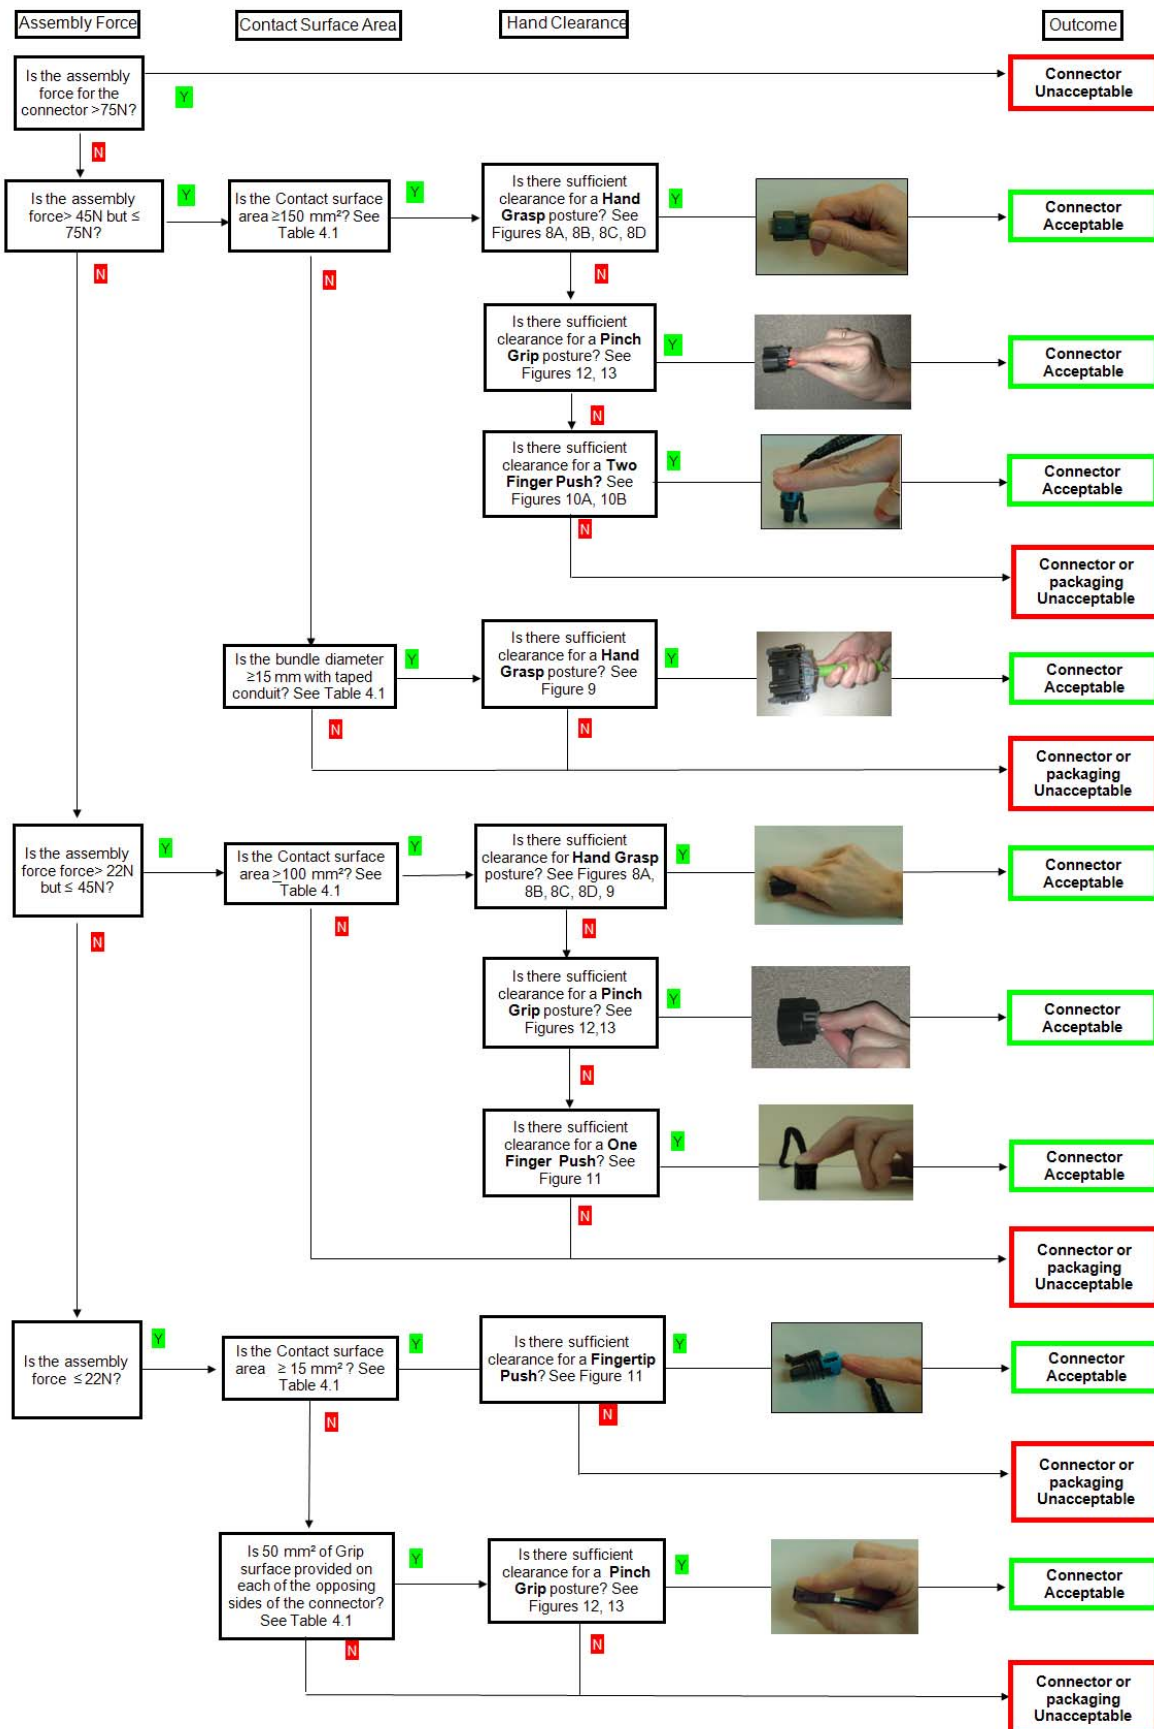 Assembly Force
Contact Surface Area
Hand Clearance
Outcome
Is the assembly
force for the
connector >75N?
Y
Connector
Unacceptable
N
Is the assembly
force> 45N but ≤
75N?
Y
Is the Contact surface
area ≥150 mm²? See
Table 4.1
Y
Is there sufficient
clearance for a Hand
Grasp posture? See
Figures 8A, 8B, 8C, 8D
Y
Connector
Acceptable
N
N
N
Is there sufficient
clearance for a Pinch
Grip posture? See
Figures 12, 13
Y
Connector
Acceptable
N
Is there sufficient
clearance for a Two
Finger Push? See
Figures 10A, 10B
Y
Connector
Acceptable
N
Connector or
packaging
Unacceptable
Is the bundle diameter
≥15 mm with taped
conduit? See Table 4.1
Y
Is there sufficient
clearance for a Hand
Grasp posture? See
Figure 9
Y
Connector
Acceptable
N
N
Connector or
packaging
Unacceptable
Is the assembly
force force> 22N
but ≤ 45N?
Y
Is the Contact surface
area ≥100 mm²? See
Table 4.1
Y
Is there sufficient
clearance for Hand Grasp
posture? See Figures 8A,
8B, 8C, 8D, 9
Y
Connector
Acceptable
N
N
N
Is there sufficient
clearance for a Pinch
Grip posture? See
Figures 12,13
Y
Connector
Acceptable
N
Is there sufficient
clearance for a One
Finger Push? See
Figure 11
Y
Connector
Acceptable
N
Connector or
packaging
Unacceptable
Is the assembly
force ≤22N?
Y
Is the Contact surface
area ≥ 15 mm² ? See
Table 4.1
Y
Is there sufficient
clearance for a Fingertip
Push? See Figure 11
Y
Connector
Acceptable
N
N
Connector or
packaging
Unacceptable
Is 50 mm² of Grip
surface provided on
each of the opposing
sides of the connector?
See Table 4.1
Y
Is there sufficient
clearance for a Pinch
Grip posture? See
Figures 12, 13
Y
Connector
Acceptable
N
N
Connector or
packaging
Unacceptable